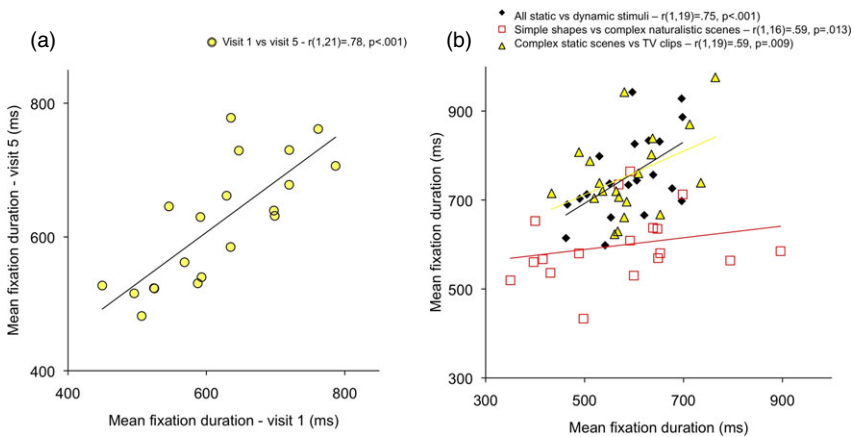 (a)
Visit 1 vs visit 5 - r(1,21)=.78, p<.001)
800
600
400
400
600
800
Mean fixation duration - visit 5 (ms)
Mean fixation duration - visit 1 (ms)
(b)
All static vs dynamic stimuli – r(1,19)=.75, p<.001)
Simple shapes vs complex naturalistic scenes – r(1,16)=.59, p=.013)
Complex static scenes vs TV clips – r(1,19)=.59, p=.009)
900
700
500
300
300
500
700
900
Mean fixation duration (ms)
Mean fixation duration (ms)